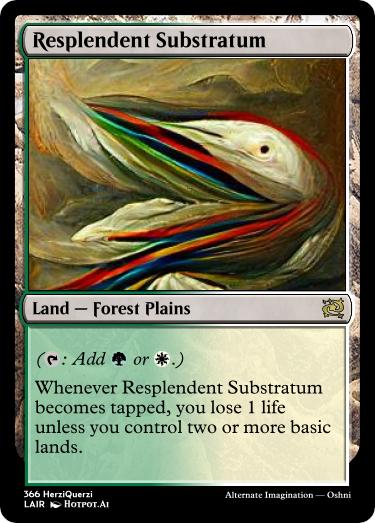 Resplendent Substratum
Land — Forest Plains
(: Add or .)
Whenever Resplendent Substratum
becomes tapped, you lose 1 life
unless you control two or more basic
lands.
366 HerziQuerzi
LAIR Hotpot.Ai
Alternate Imagination — Oshni